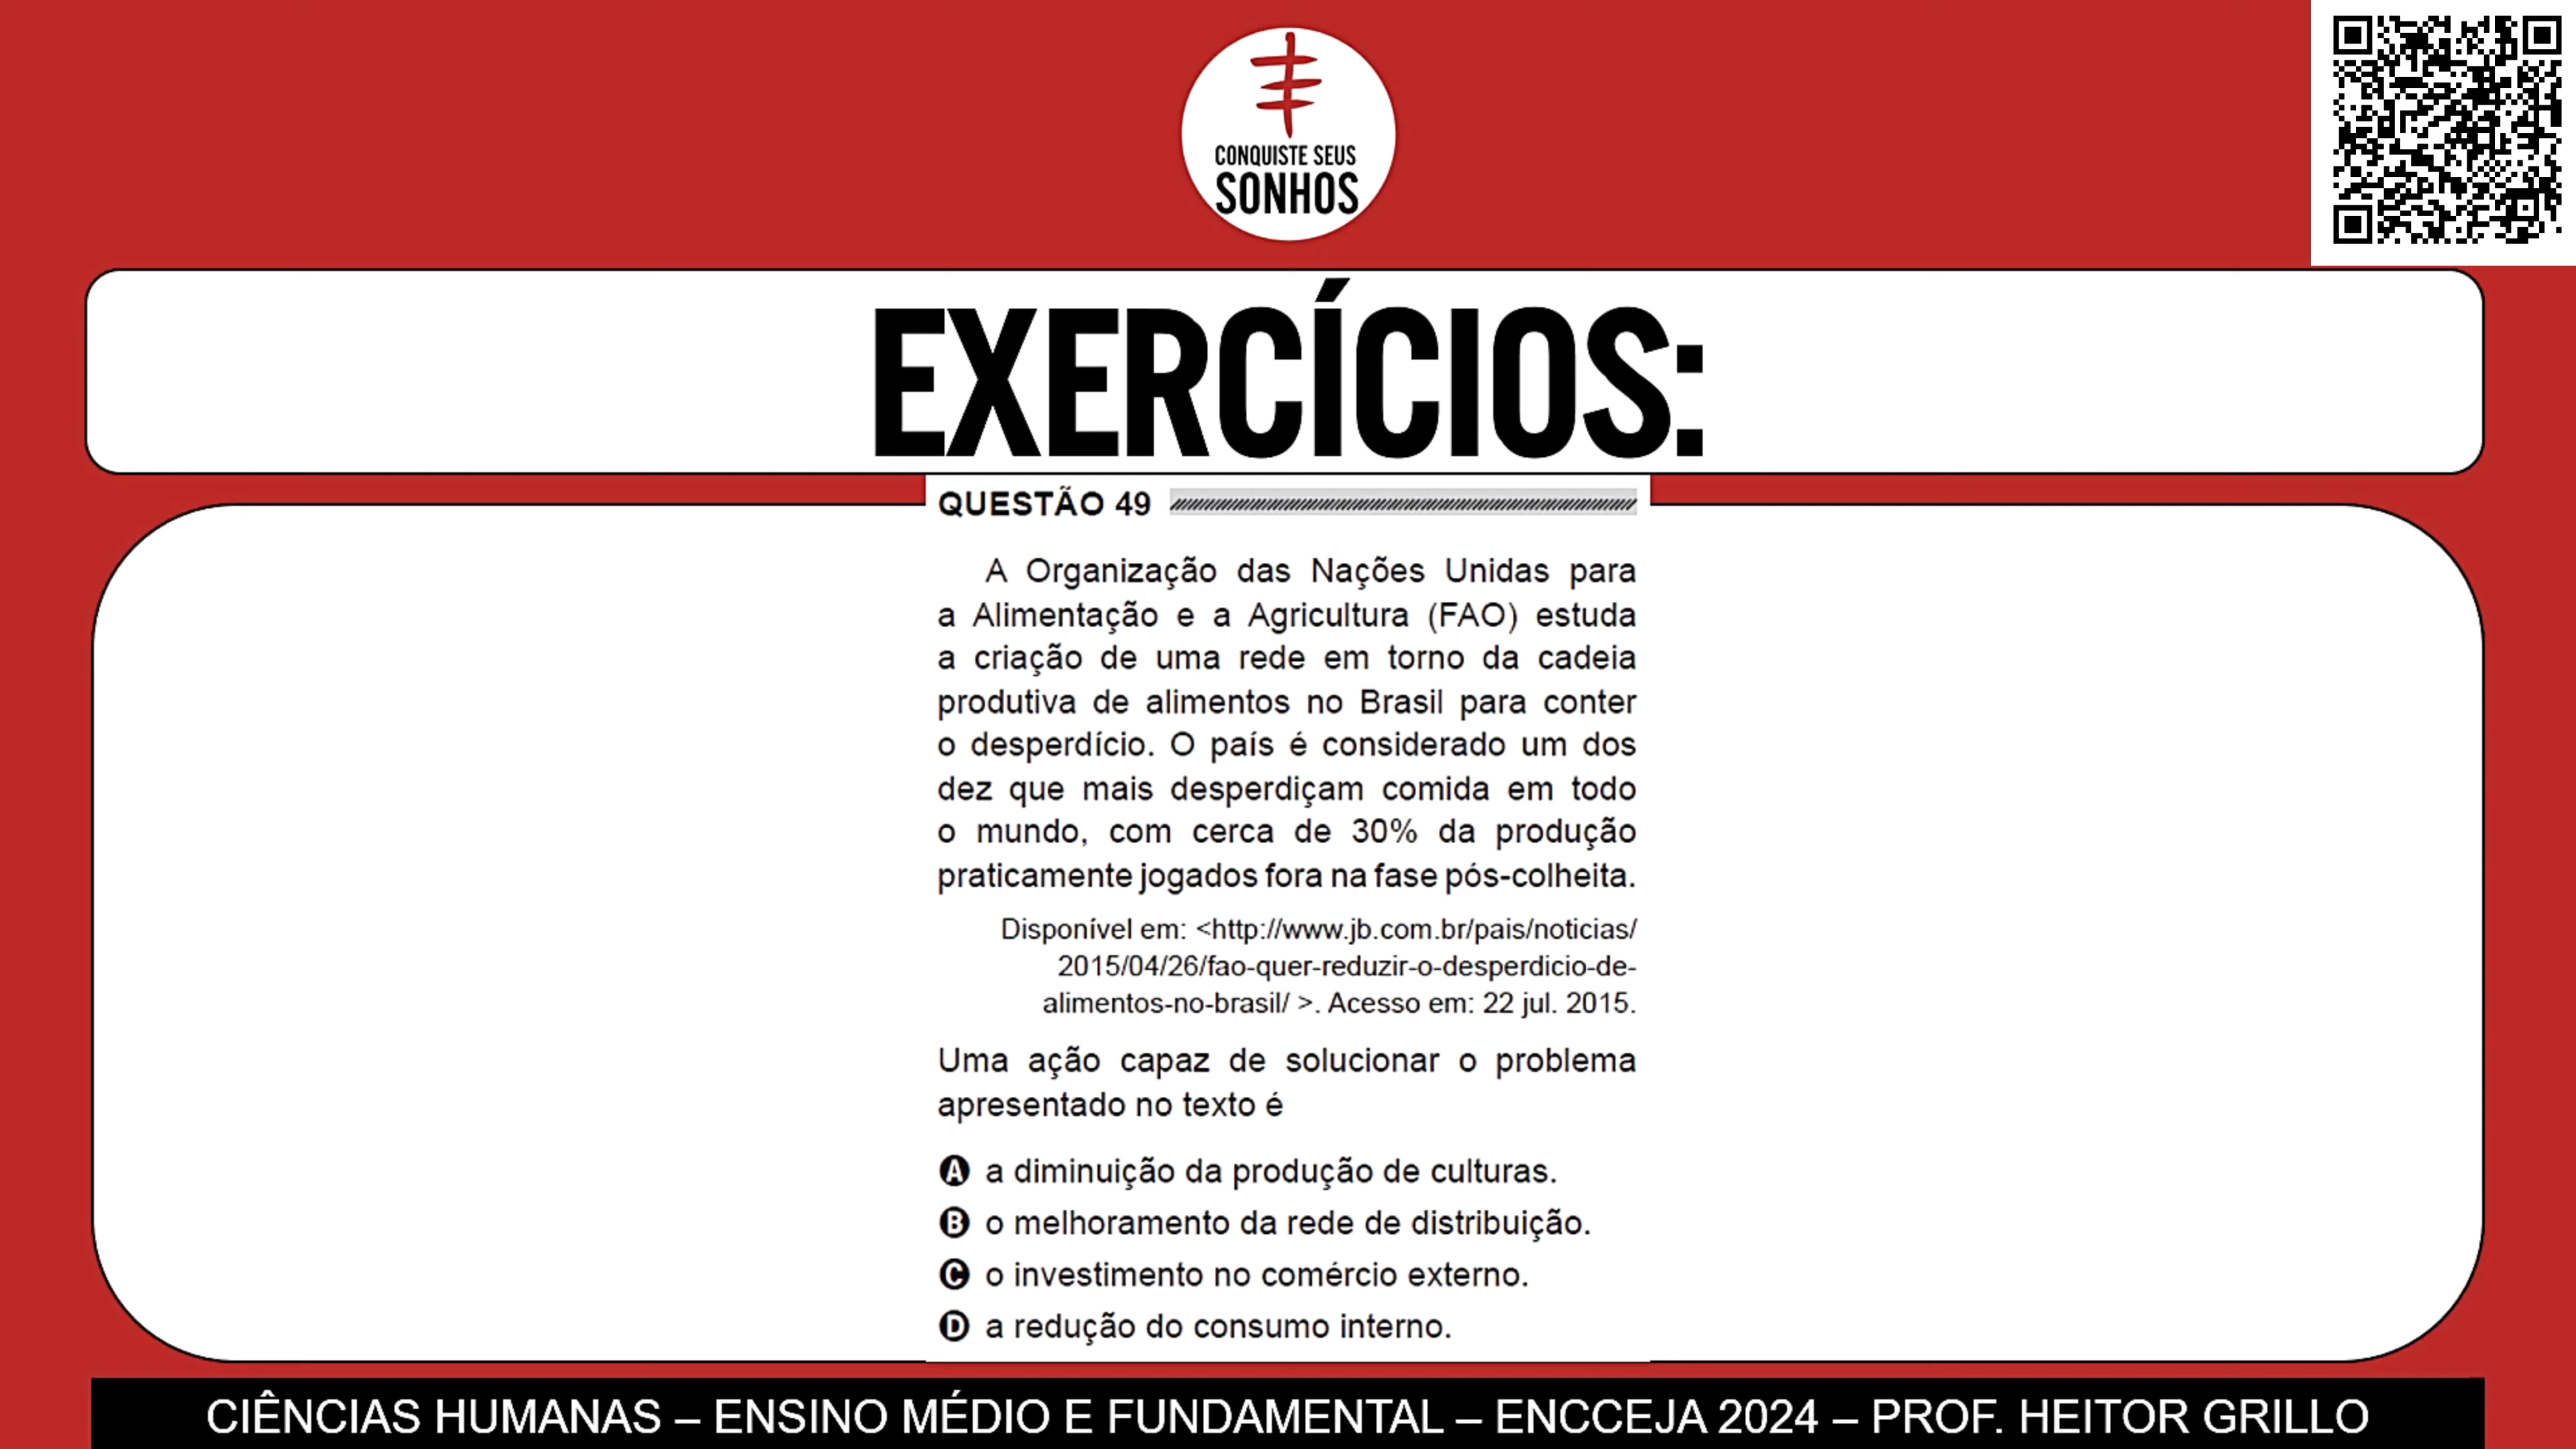 CONQUISTE SEUS
SONHOS
EXERCÍCIOS:
QUESTÃO 49
A Organização das Nações Unidas para
a Alimentação e a Agricultura (FAO) estuda
a criação de uma rede em torno da cadeia
produtiva de alimentos no Brasil para conter
o desperdício. O país é considerado um dos
dez que mais desperdiçam comida em todo
o mundo, com cerca de 30% da produção
praticamente jogados fora na fase pós-colheita.
Disponível em: <http://www.jb.com.br/pais/noticias/
2015/04/26/fao-quer-reduzir-o-desperdicio-de-
alimentos-no-brasil/ >. Acesso em: 22 jul. 2015.
Uma ação capaz de solucionar o problema
apresentado no texto é
A a diminuição da produção de culturas.
B o melhoramento da rede de distribuição.
C o investimento no comércio externo.
D a redução do consumo interno.
CIÊNCIAS HUMANAS – ENSINO MÉDIO E FUNDAMENTAL – ENCCEJA 2024 – PROF. HEITOR GRILLO